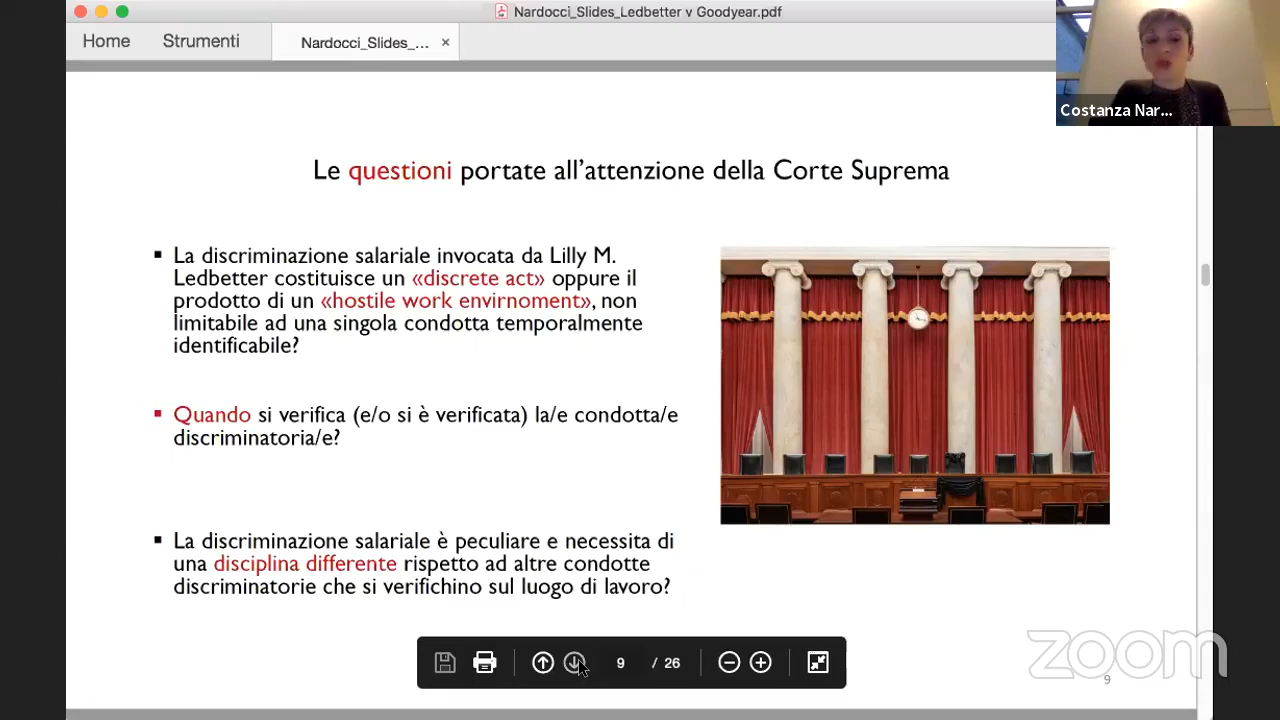 Nardocci_Slides_Ledbetter v Goodyear.pdf
Home
Strumenti
Nardocci_Slides_...
×
Costanza Nar...
Le questioni portate all’attenzione della Corte Suprema
▪ La discriminazione salariale invocata da Lilly M.
Ledbetter costituisce un «discrete act» oppure il
prodotto di un «hostile work envirnoment», non
limitabile ad una singola condotta temporalmente
identificabile?
▪ Quando si verifica (e/o si è verificata) la/e condotta/e
discriminatoria/e?
▪ La discriminazione salariale è peculiare e necessita di
una disciplina differente rispetto ad altre condotte
discriminatorie che si verifichino sul luogo di lavoro?
9 / 26
zoom
9